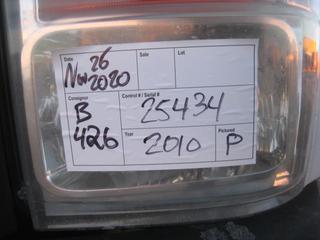 Date Sale Lot
Nov 26
2020
Consignor Control # / Serial #
B 25434
426 Year Pictured
2010 P